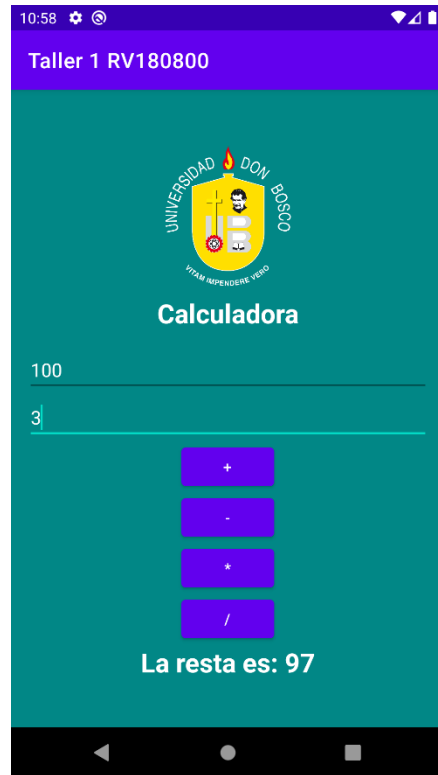 10:58
Taller 1 RV180800
UNIVERSIDAD DON BOSCO
VITAM IMPENDERE VERO
Calculadora
100
3
+
-
*
/
La resta es: 97